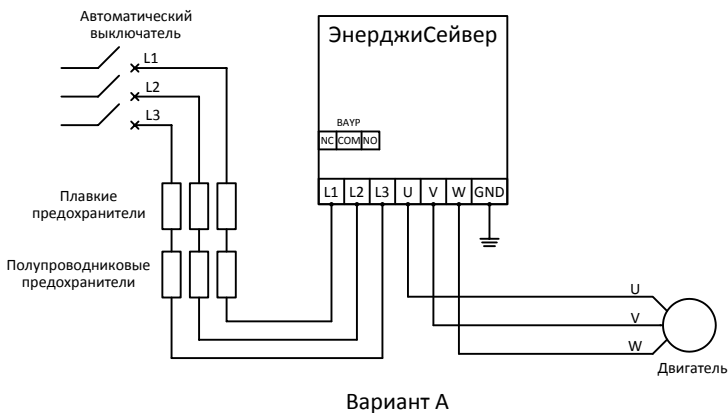 Автоматический
выключатель
L1
L2
L3
ЭнерджиСейвер
BAYP
NC COM NO
L1 L2 L3 U V W GND
Плавкие
предохранители
Полупроводниковые
предохранители
U
V
W
Двигатель
Вариант А